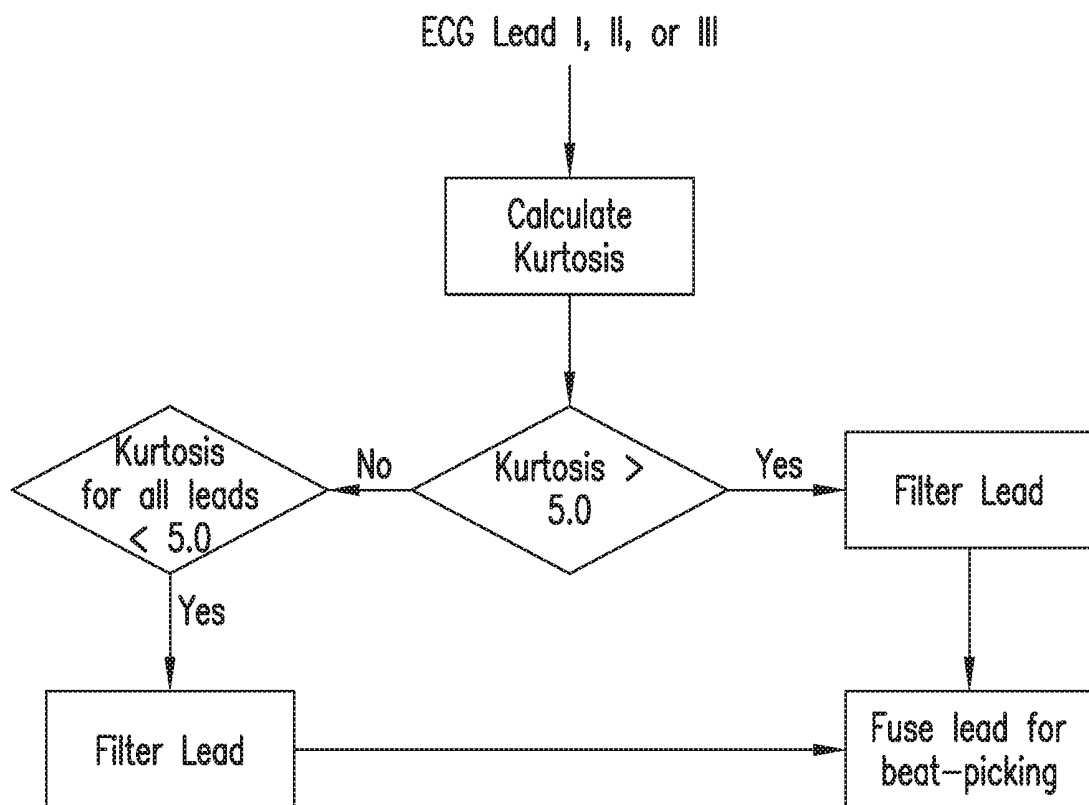 ECG Lead I, II, or III
Calculate
Kurtosis
Kurtosis
for all leads
< 5.0
No
Kurtosis >
5.0
Yes
Filter Lead
Yes
Filter Lead
Fuse lead for
beat-picking